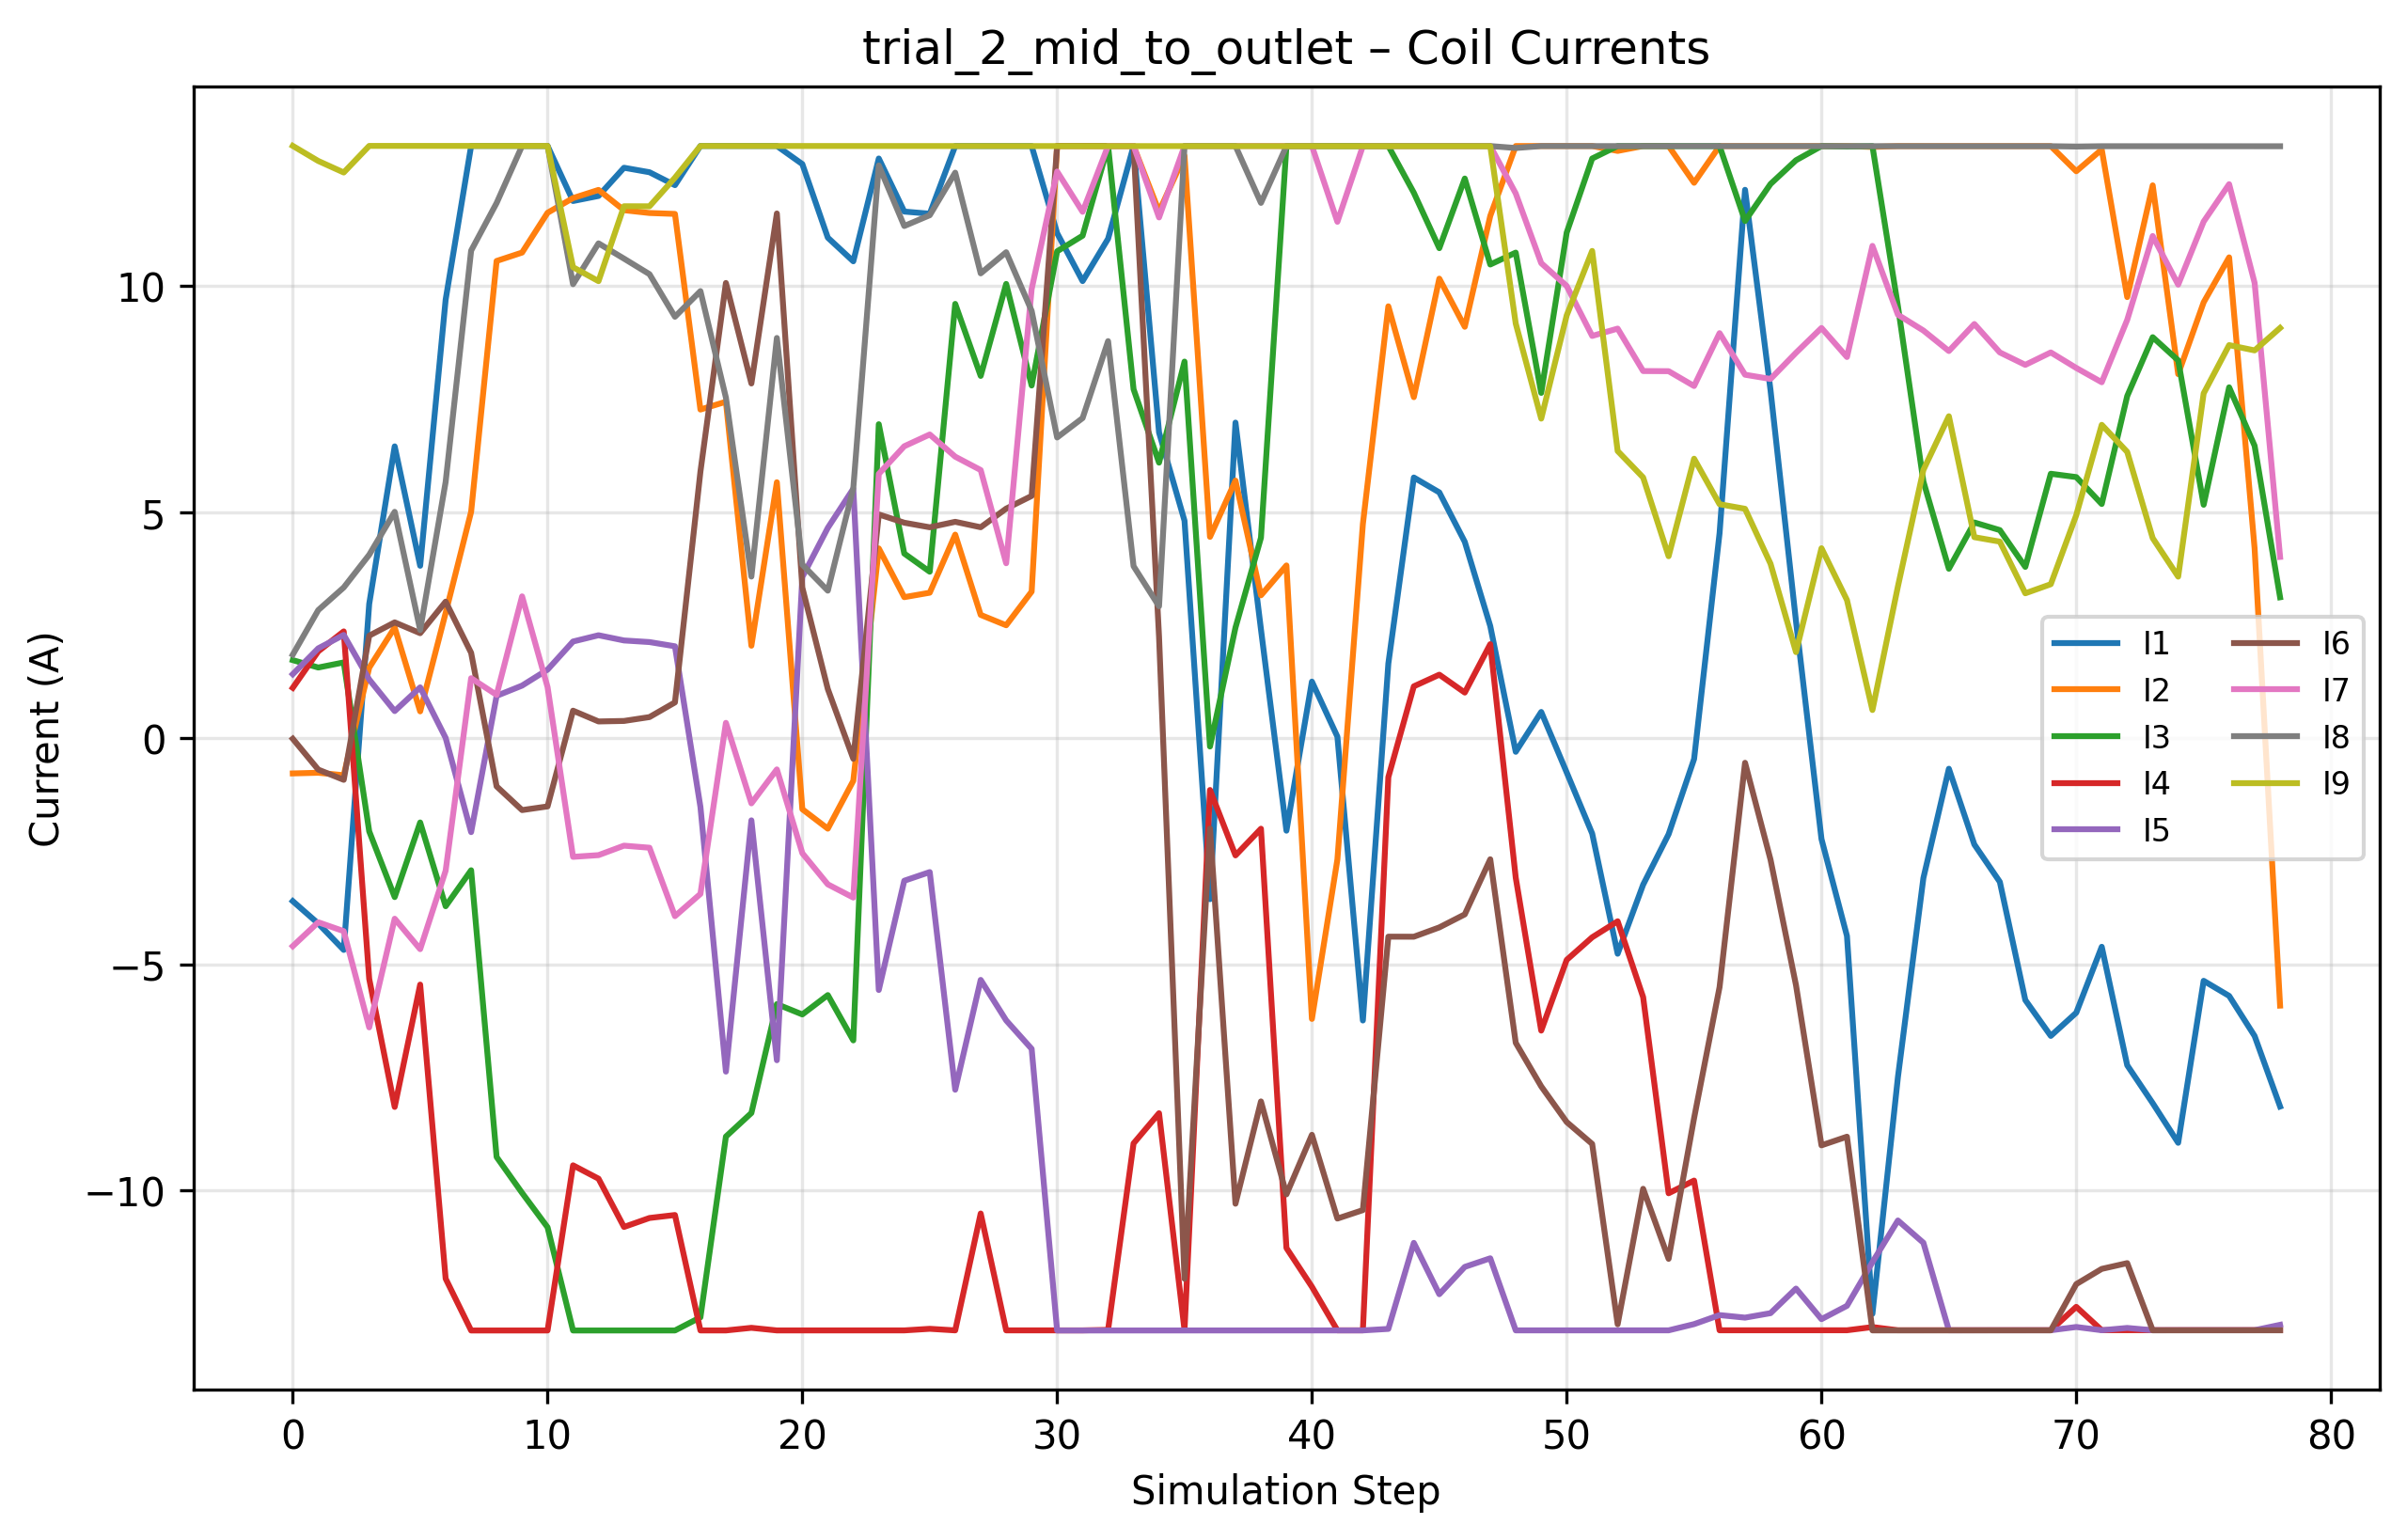 trial_2_mid_to_outlet – Coil Currents
Current (A)
10
5
0
−5
−10
I1
I2
I3
I4
I5
I6
I7
I8
I9
0 10 20 30 40 50 60 70 80
Simulation Step